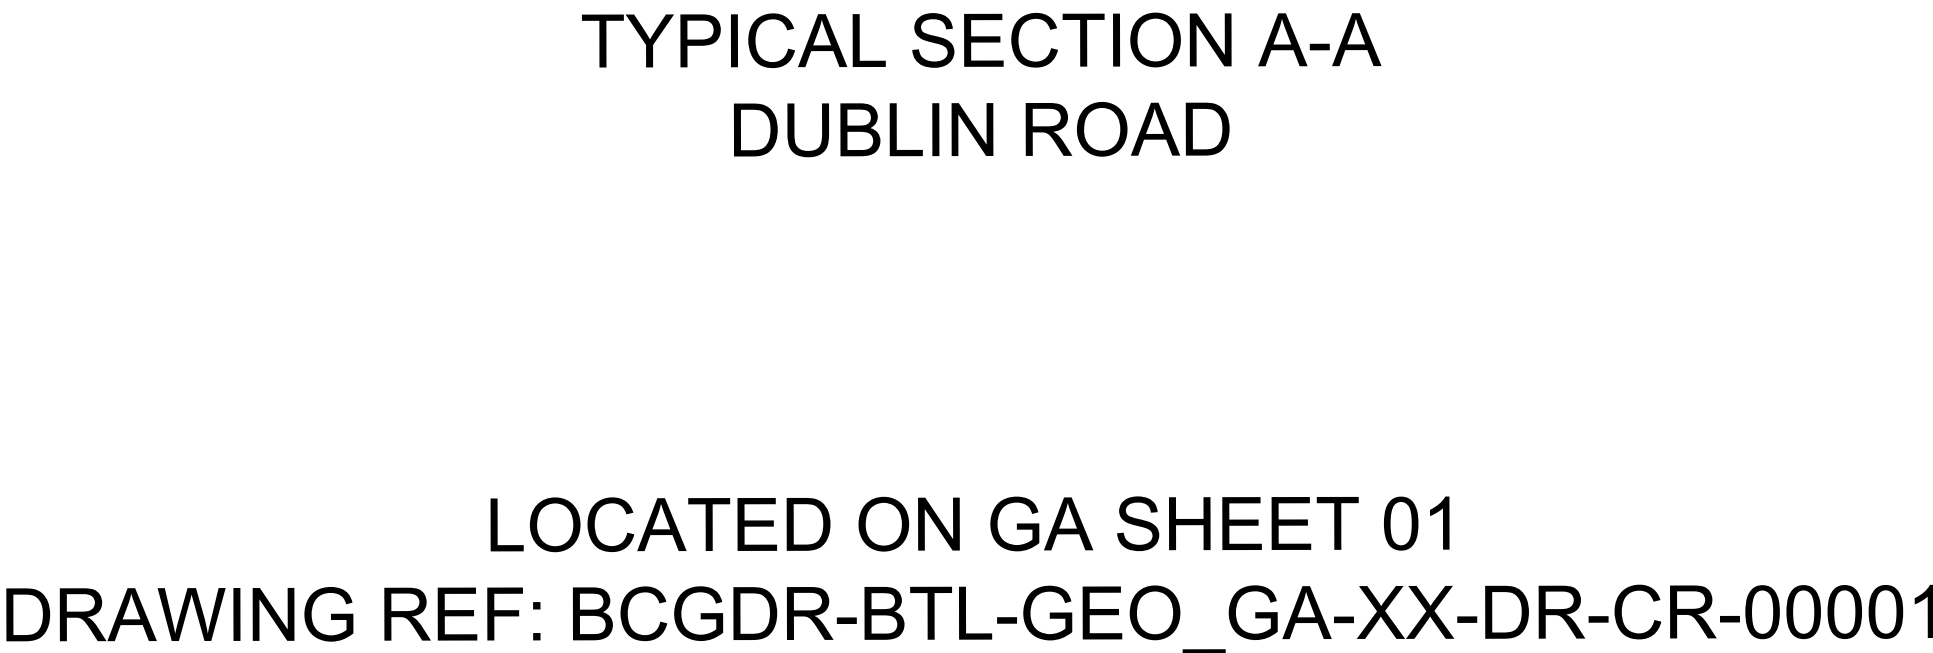 TYPICAL SECTION A-A
DUBLIN ROAD
LOCATED ON GA SHEET 01
DRAWING REF: BCGDR-BTL-GEO_GA-XX-DR-CR-00001